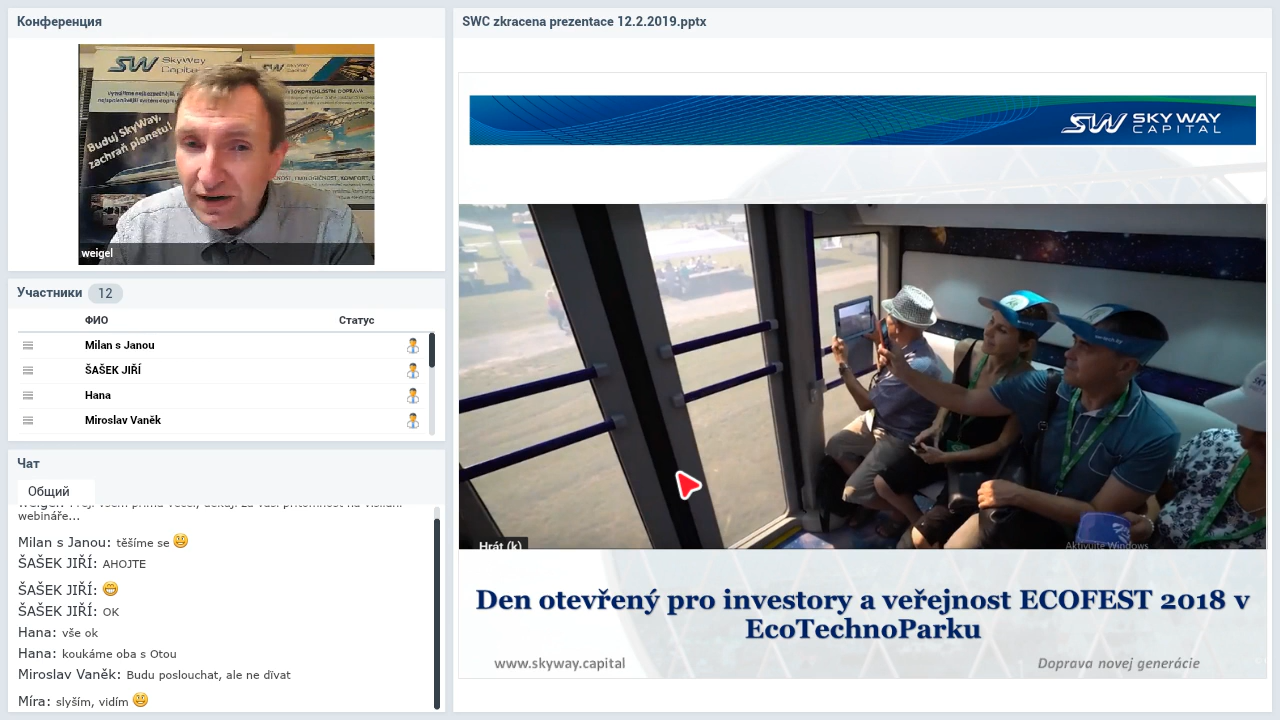 Конференция
SkyWay
Capital
Buduj SkyWay,
zachraň planetu!
weigel
Участники 12
ФИО Статус
Milan s Janou
ŠAŠEK JIŘÍ
Hana
Miroslav Vaněk
Чат
Общий
webináře...
Milan s Janou: těšíme se
ŠAŠEK JIŘÍ: AHOJTE
ŠAŠEK JIŘÍ:
ŠAŠEK JIŘÍ: OK
Hana: vše ok
Hana: koukáme oba s Otou
Miroslav Vaněk: Budu poslouchat, ale ne dívat
Míra: slyším, vidím
SWC zkracena prezentace 12.2.2019.pptx
SW SKY WAY
CAPITAL
Hrát (k)
Aktivujte Windows
Den otevřený pro investory a veřejnost ECOFEST 2018 v
EcoTechnoParku
www.skyway.capital
Doprava novej generácie